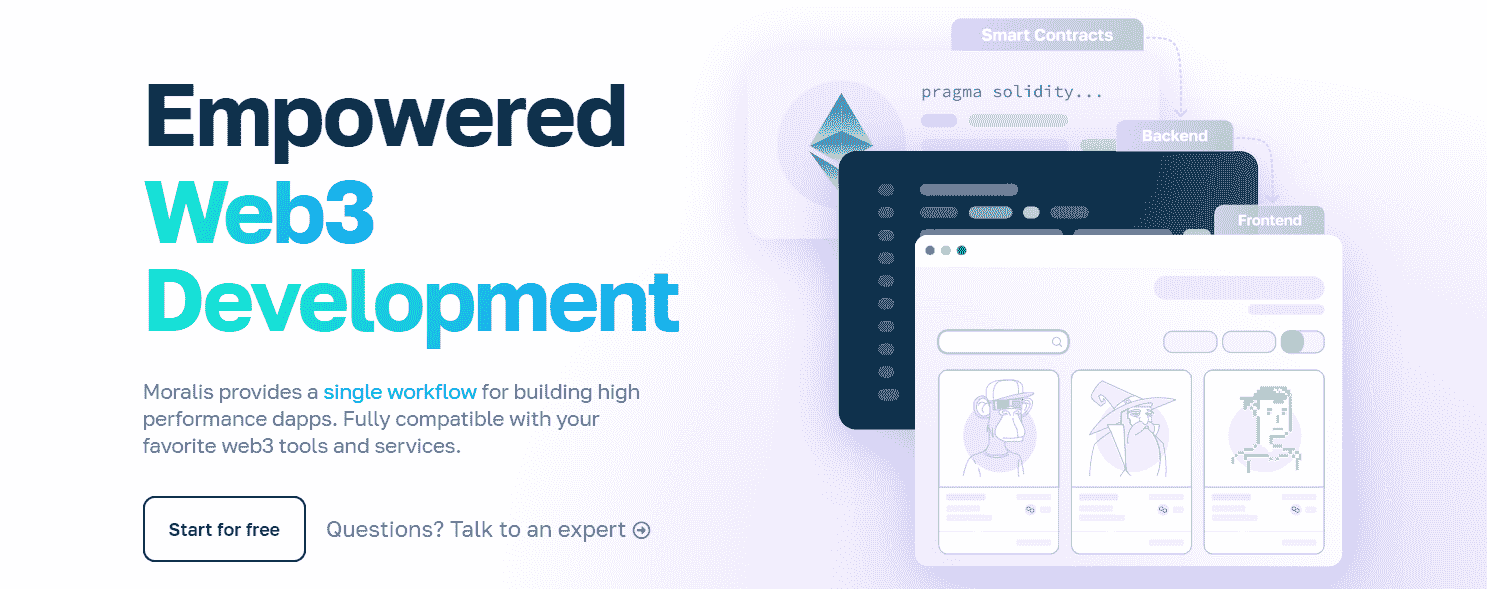 Empowered
Web3
Development
Moralis provides a single workflow for building high
performance dapps. Fully compatible with your
favorite web3 tools and services.
Start for free
Questions? Talk to an expert
Smart Contracts
pragma solidity...
Backend
Frontend